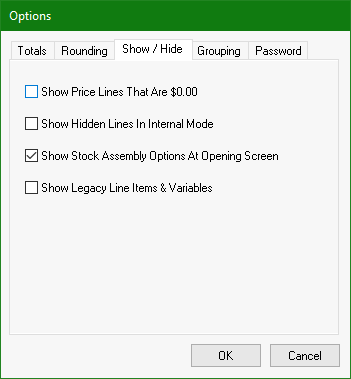 Options
Totals Rounding Show / Hide Grouping Password
Show Price Lines That Are $0.00
Show Hidden Lines In Internal Mode
Show Stock Assembly Options At Opening Screen
Show Legacy Line Items & Variables
OK Cancel